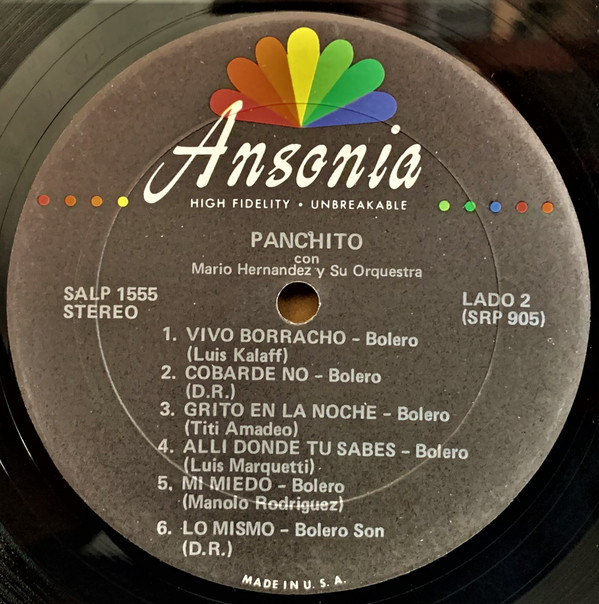 Ansonia
HIGH FIDELITY • UNBREAKABLE
PANCHITO
con
Mario Hernandez y Su Orquestra
SALP 1555
STEREO
LADO 2
(SRP 905)
1. VIVO BORRACHO – Bolero
(Luis Kalaff)
2. COBARDE NO – Bolero
(D.R.)
3. GRITO EN LA NOCHE – Bolero
(Titi Amadeo)
4. ALLI DONDE TU SABES – Bolero
(Luis Marquetti)
5. MI MIEDO – Bolero
(Manolo Rodriguez)
6. LO MISMO – Bolero Son
(D.R.)
MADE IN U. S. A.